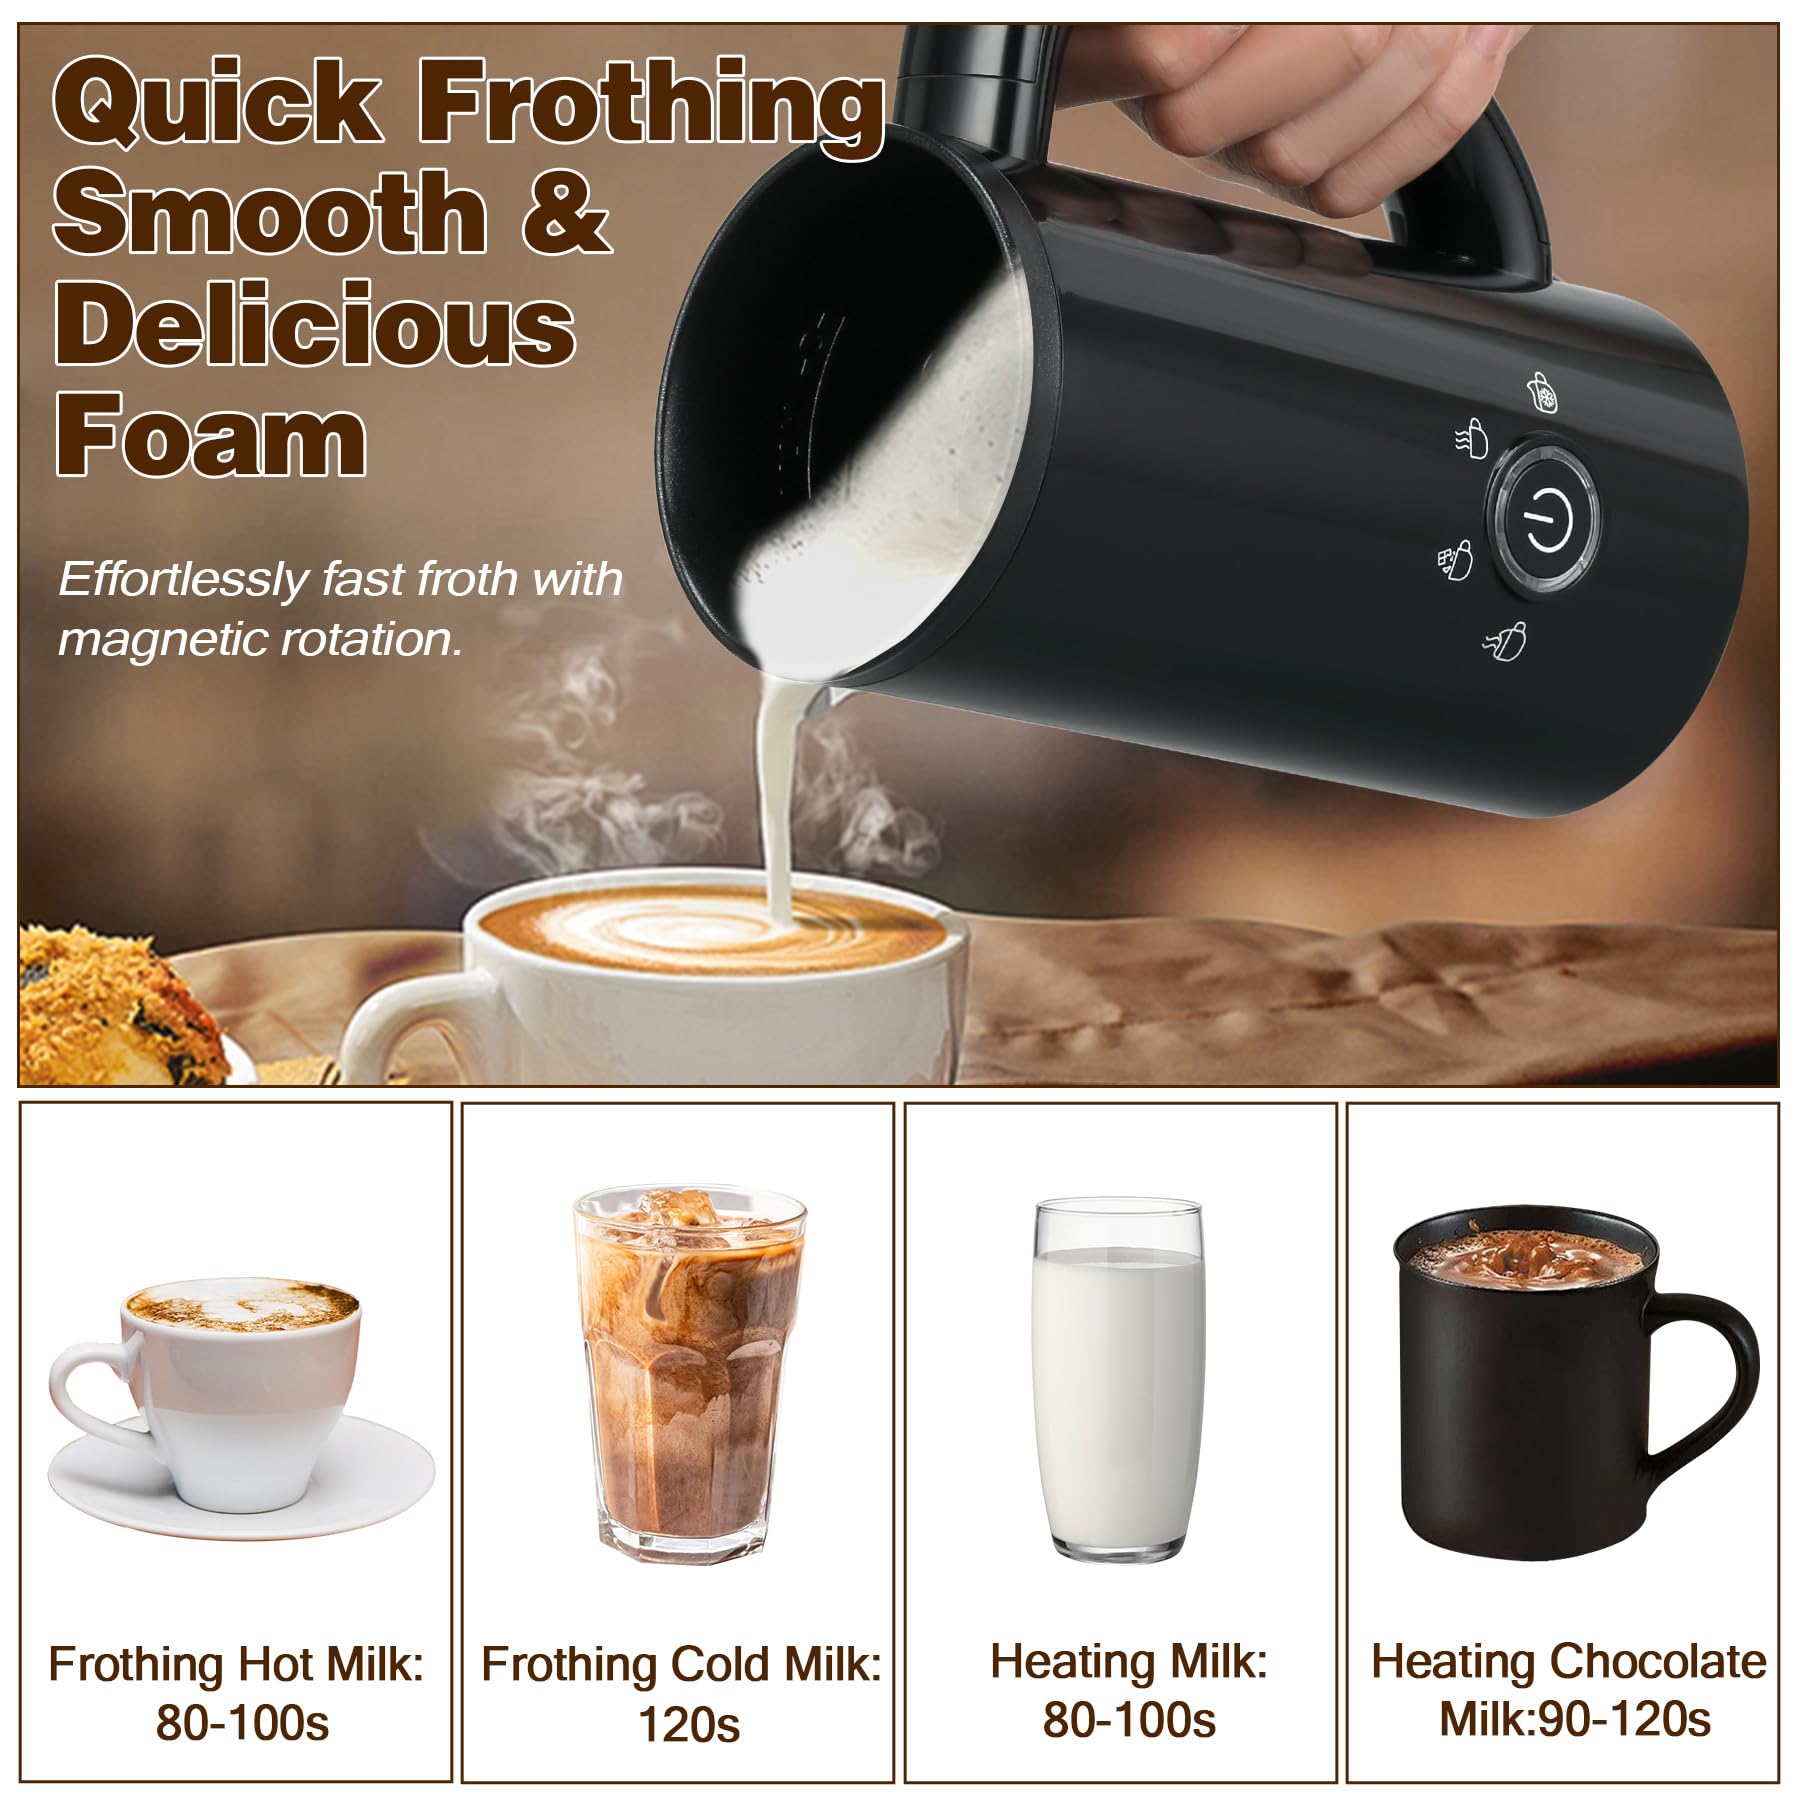 Quick Frothing
Smooth &
Delicious
Foam
Effortlessly fast froth with
magnetic rotation.
Frothing Hot Milk:
80-100s
Frothing Cold Milk:
120s
Heating Milk:
80-100s
Heating Chocolate
Milk:90-120s